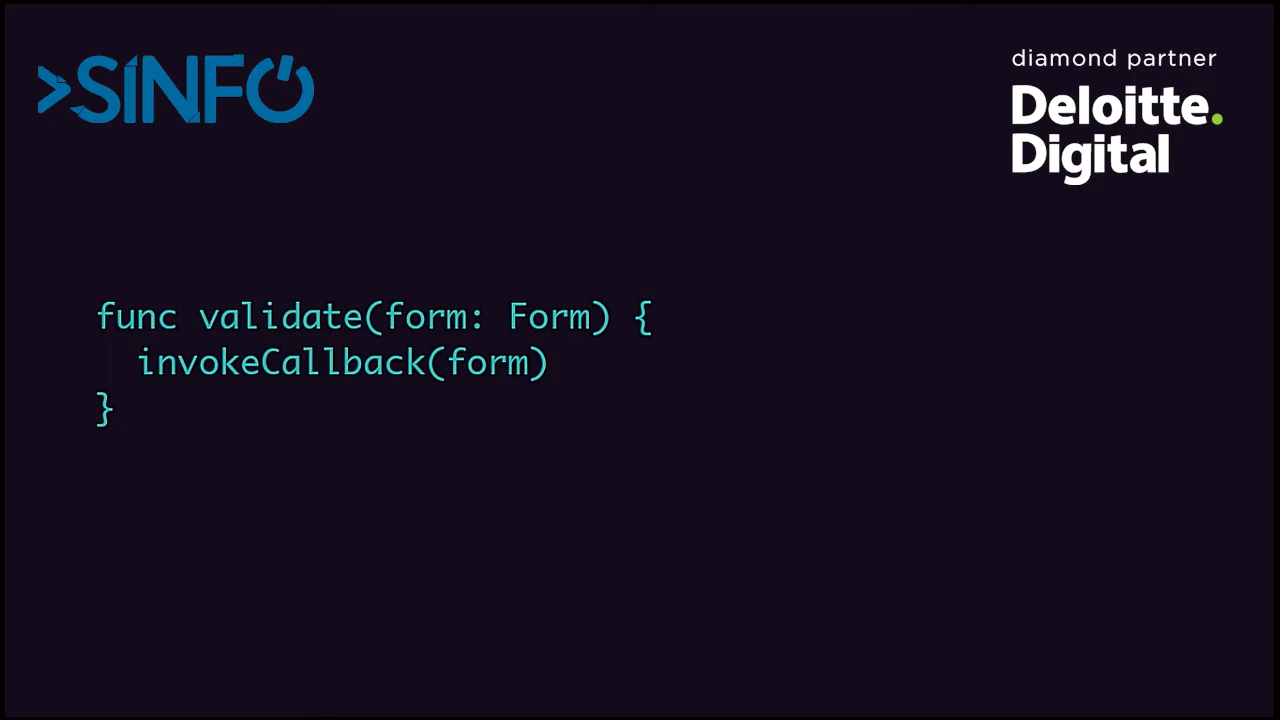 >SINFO
diamond partner
Deloitte.
Digital
func validate(form: Form) {
  invokeCallback(form)
}